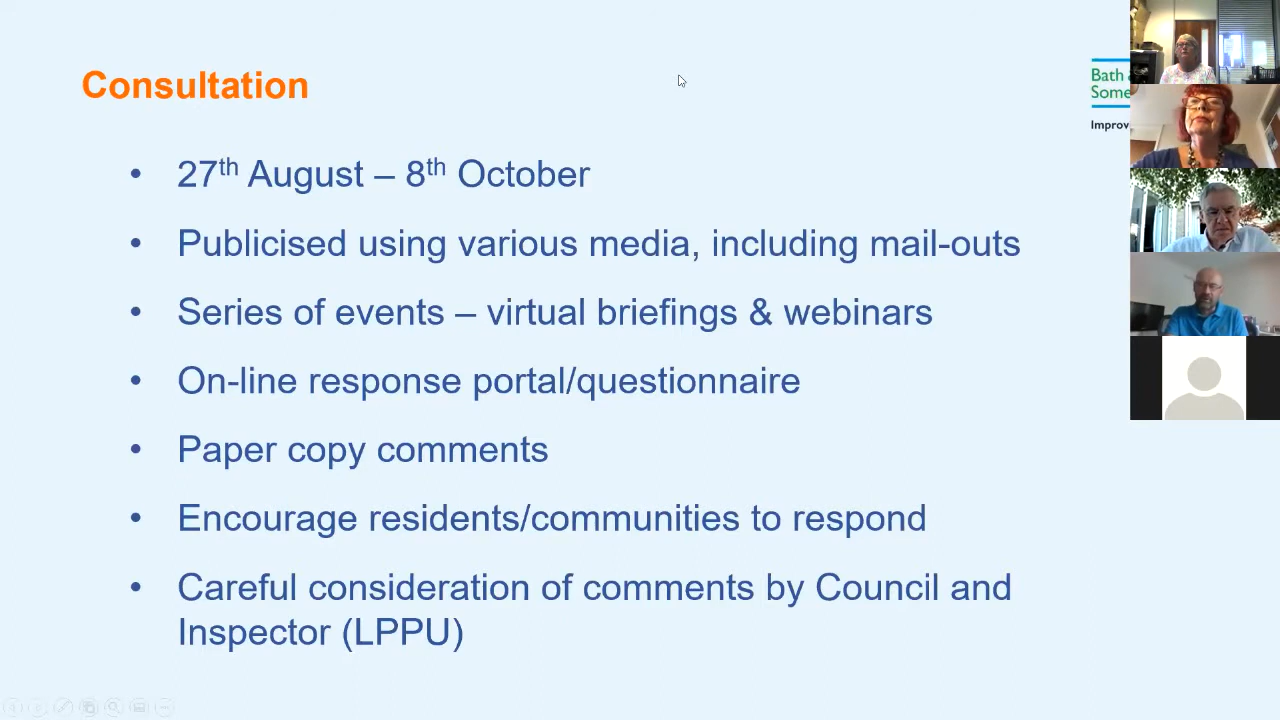 Consultation
• 27th August – 8th October
• Publicised using various media, including mail-outs
• Series of events – virtual briefings & webinars
• On-line response portal/questionnaire
• Paper copy comments
• Encourage residents/communities to respond
• Careful consideration of comments by Council and
Inspector (LPPU)
Bath
Some
Improv